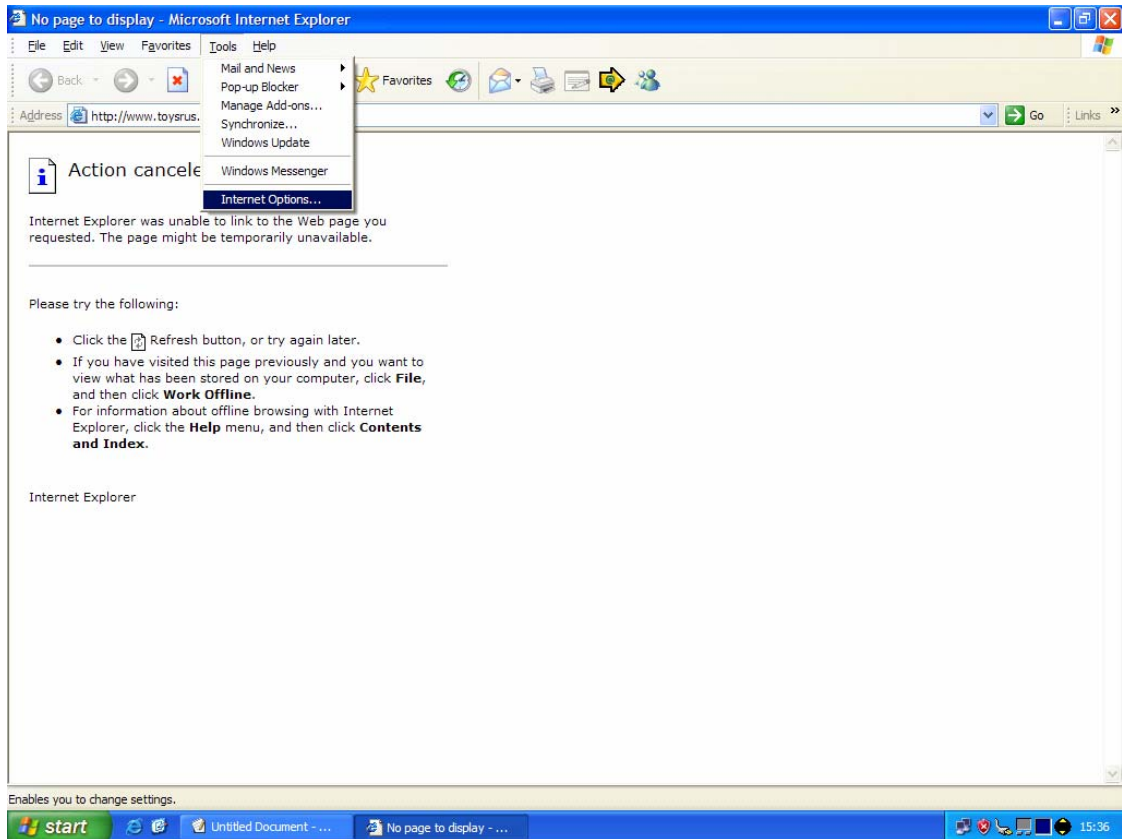 No page to display - Microsoft Internet Explorer
File Edit View Favorites Tools Help
Back Favorites
Mail and News
Pop-up Blocker
Manage Add-ons...
Synchronize...
Windows Update
Windows Messenger
Internet Options...
Address http://www.toysrus. Go Links »
Action cancele
Internet Explorer was unable to link to the Web page you
requested. The page might be temporarily unavailable.
Please try the following:
Click the Refresh button, or try again later.
If you have visited this page previously and you want to
view what has been stored on your computer, click File,
and then click Work Offline.
For information about offline browsing with Internet
Explorer, click the Help menu, and then click Contents
and Index.
Internet Explorer
Enables you to change settings.
start Untitled Document - ... No page to display - ... 15:36